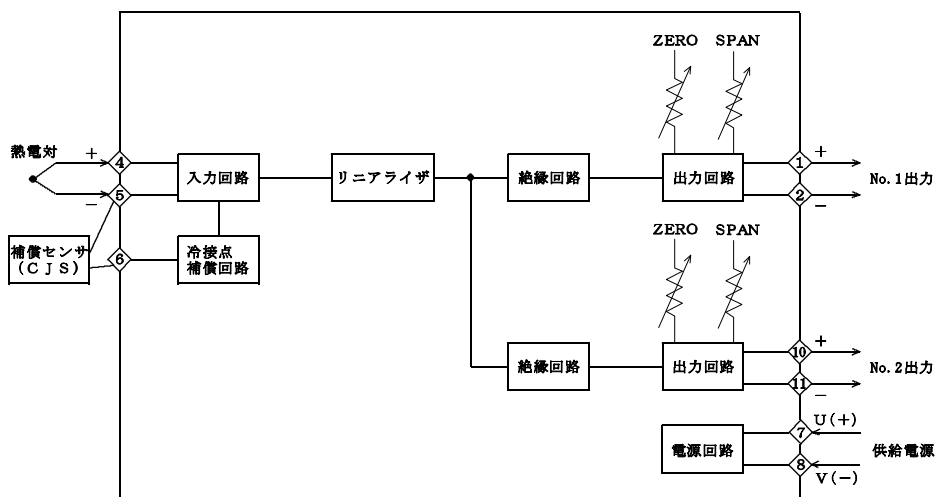 ZERO SPAN
熱電対
+
4
入力回路
リニアライザ
絶縁回路
出力回路
1
+
No.1出力
5
−
2
−
補償センサ
(CJS)
6
冷接点
補償回路
ZERO SPAN
絶縁回路
出力回路
10
+
No.2出力
11
−
電源回路
7
U(+)
供給電源
8
V(−)